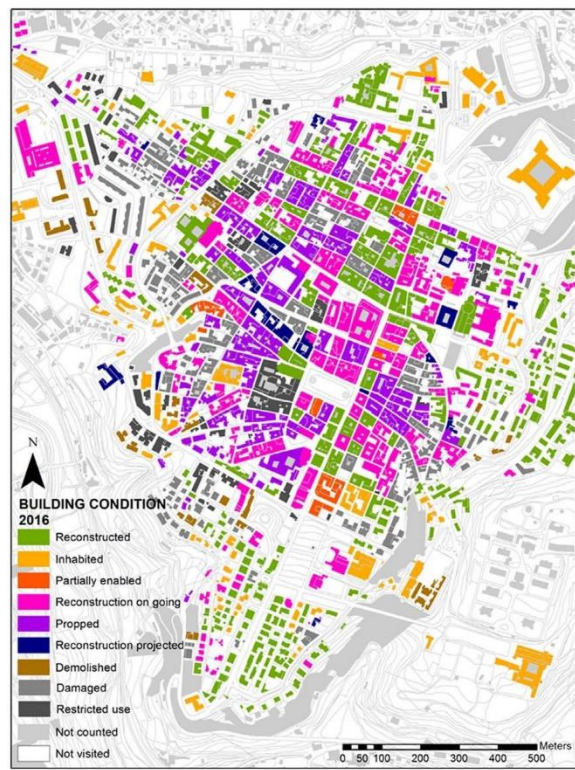 N
BUILDING CONDITION
2016
Reconstructed
Inhabited
Partially enabled
Reconstruction on going
Propped
Reconstruction projected
Demolished
Damaged
Restricted use
Not counted
Not visited
Meters
0 50 100 200 300 400 500